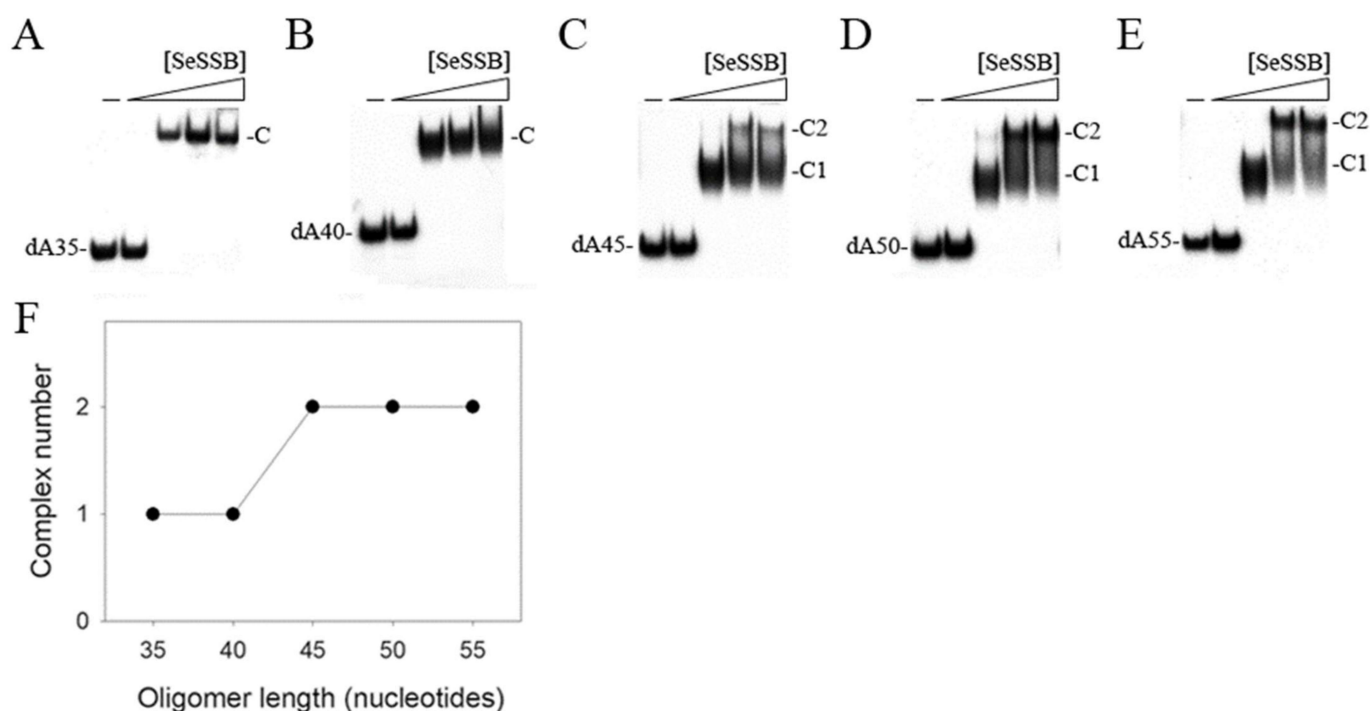 A
[SeSSB]
-C
dA35-
B
[SeSSB]
-C
dA40-
C
[SeSSB]
-C2
-C1
dA45-
D
[SeSSB]
-C2
-C1
dA50-
E
[SeSSB]
-C2
-C1
dA55-
F
Complex number
2
1
0
35 40 45 50 55
Oligomer length (nucleotides)